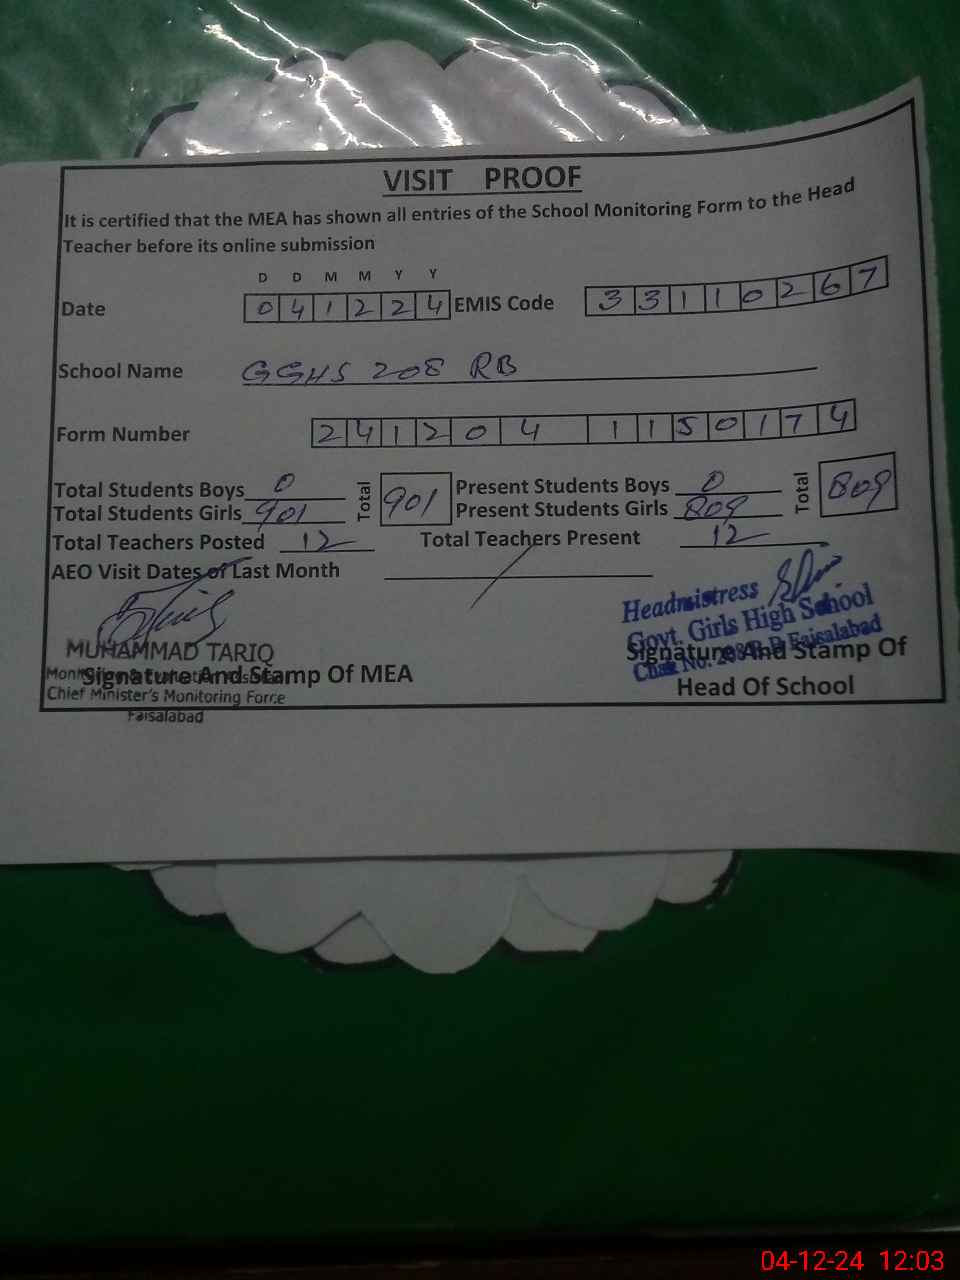 VISIT PROOF
It is certified that the MEA has shown all entries of the School Monitoring Form to the Head
Teacher before its online submission
D D M M Y Y
Date 0 4 1 2 2 4 EMIS Code 3 3 1 1 0 2 6 7
School Name GGHS 208 RB
Form Number 2 4 1 2 0 4 1 1 5 0 1 7 4
Total Students Boys 0 Total 901 Present Students Boys 0 Total 809
Total Students Girls 901 Present Students Girls 809
Total Teachers Posted 12 Total Teachers Present 12
AEO Visit Dates of Last Month
Headmistress
Govt. Girls High School
Chak No. 208 R.B Faisalabad
MUHAMMAD TARIQ
Signature And Stamp Of MEA
Chief Minister's Monitoring Force
Faisalabad
Signature And Stamp Of
Head Of School
04-12-24 12:03